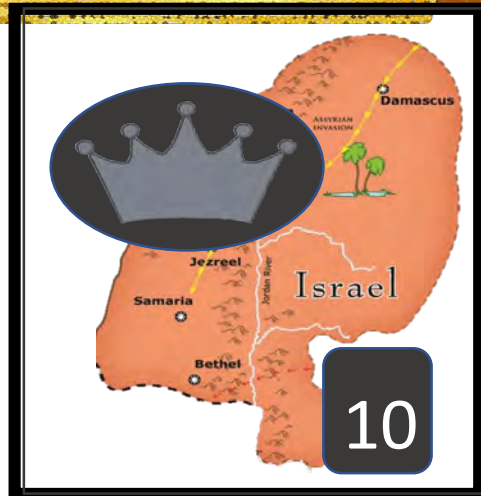 Damascus
ASSYRIAN
INVASION
Jezreel
Jordan River
Israel
Samaria
Bethel
10